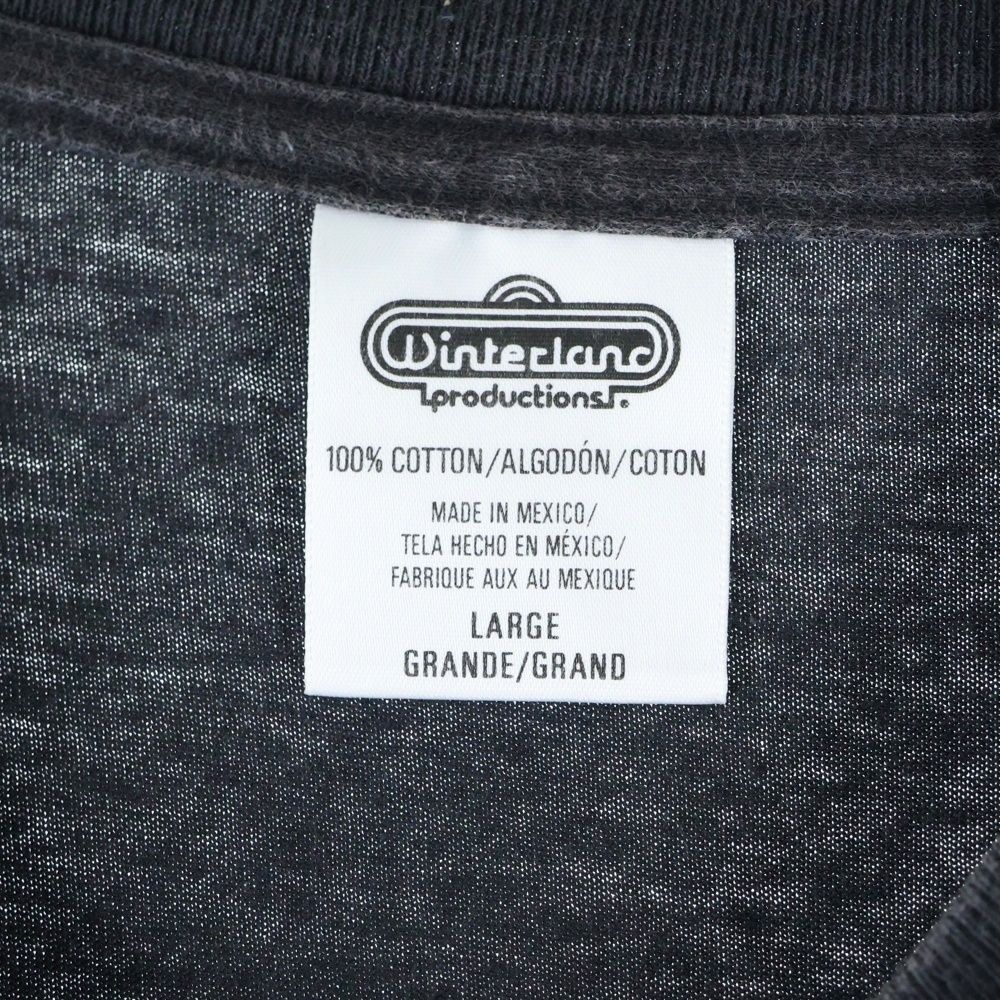 Winterland
productions®
100% COTTON/ALGODÓN/COTON
MADE IN MEXICO/
TELA HECHO EN MÉXICO/
FABRIQUE AUX AU MEXIQUE
LARGE
GRANDE/GRAND